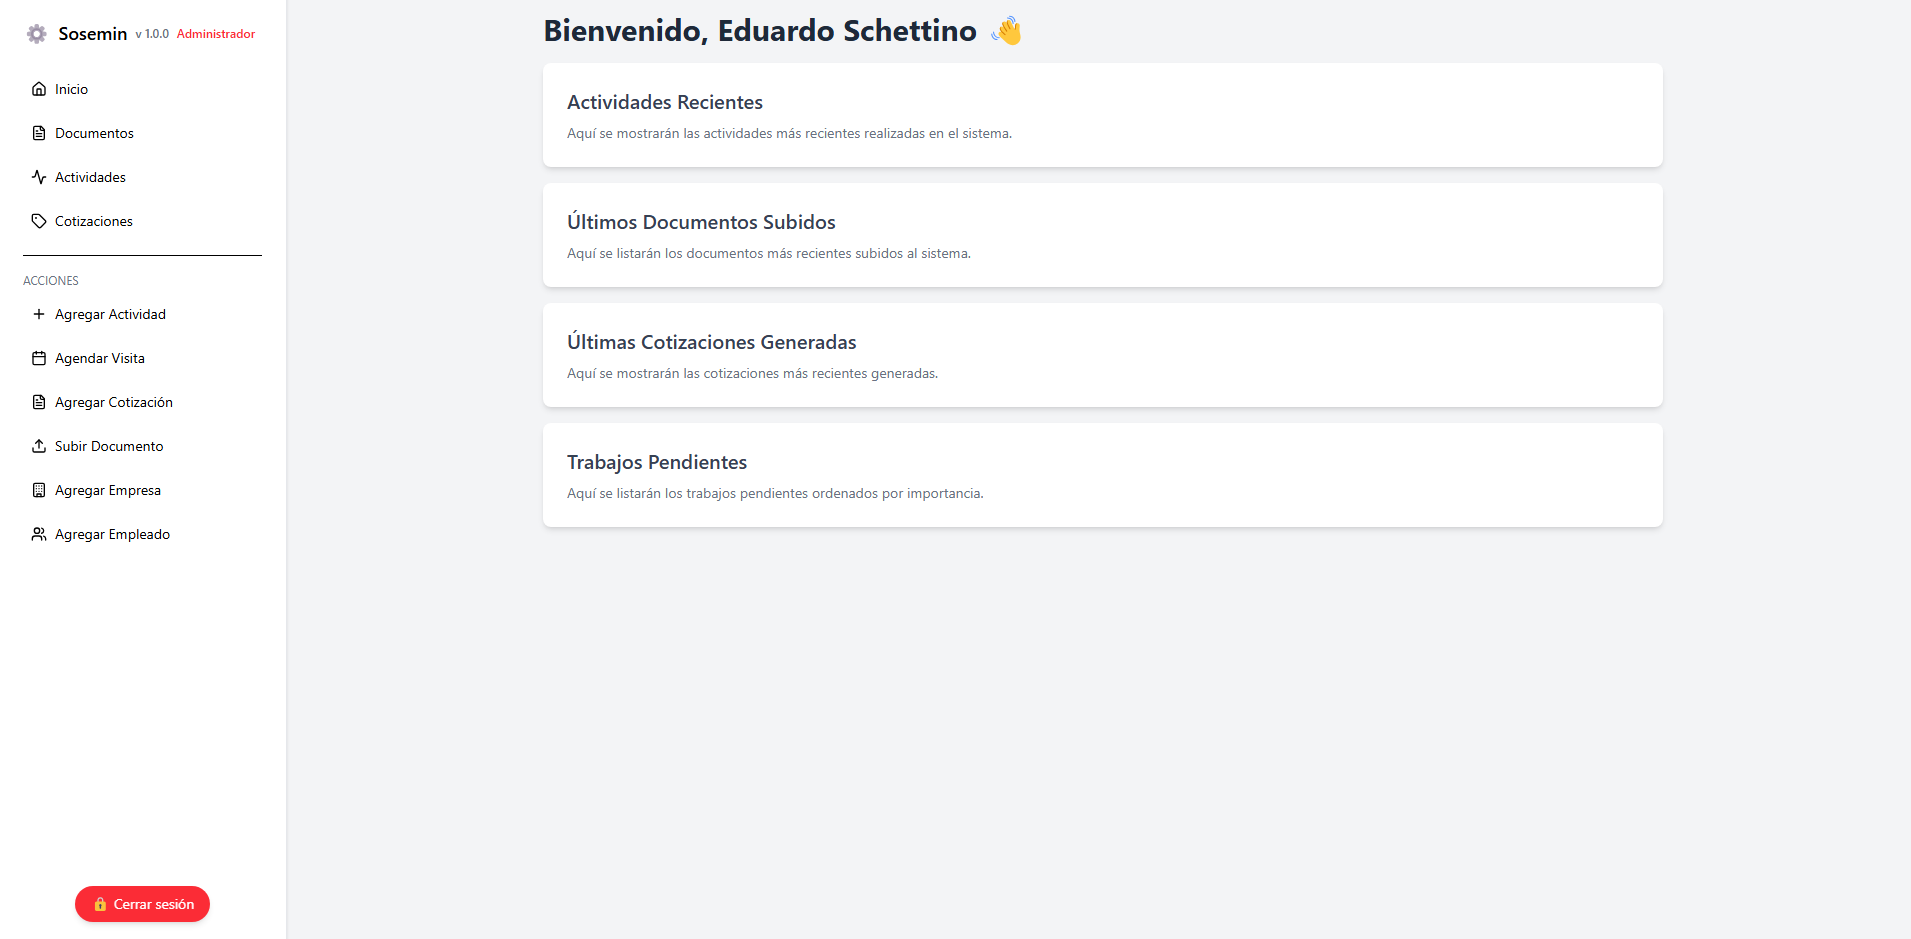 Sosemin v 1.0.0 Administrador
Inicio
Documentos
Actividades
Cotizaciones
ACCIONES
Agregar Actividad
Agendar Visita
Agregar Cotización
Subir Documento
Agregar Empresa
Agregar Empleado
Cerrar sesión
Bienvenido, Eduardo Schettino 👋
Actividades Recientes
Aquí se mostrarán las actividades más recientes realizadas en el sistema.
Últimos Documentos Subidos
Aquí se listarán los documentos más recientes subidos al sistema.
Últimas Cotizaciones Generadas
Aquí se mostrarán las cotizaciones más recientes generadas.
Trabajos Pendientes
Aquí se listarán los trabajos pendientes ordenados por importancia.